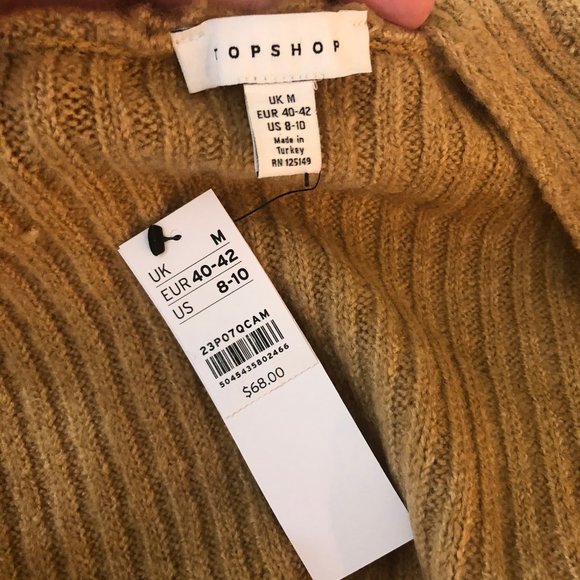 TOPSHOP
UK M
EUR 40-42
US 8-10
Made in
Turkey
RN 125149
UK M
EUR 40-42
US 8-10
23P07QCAM
5045435802466
$68.00